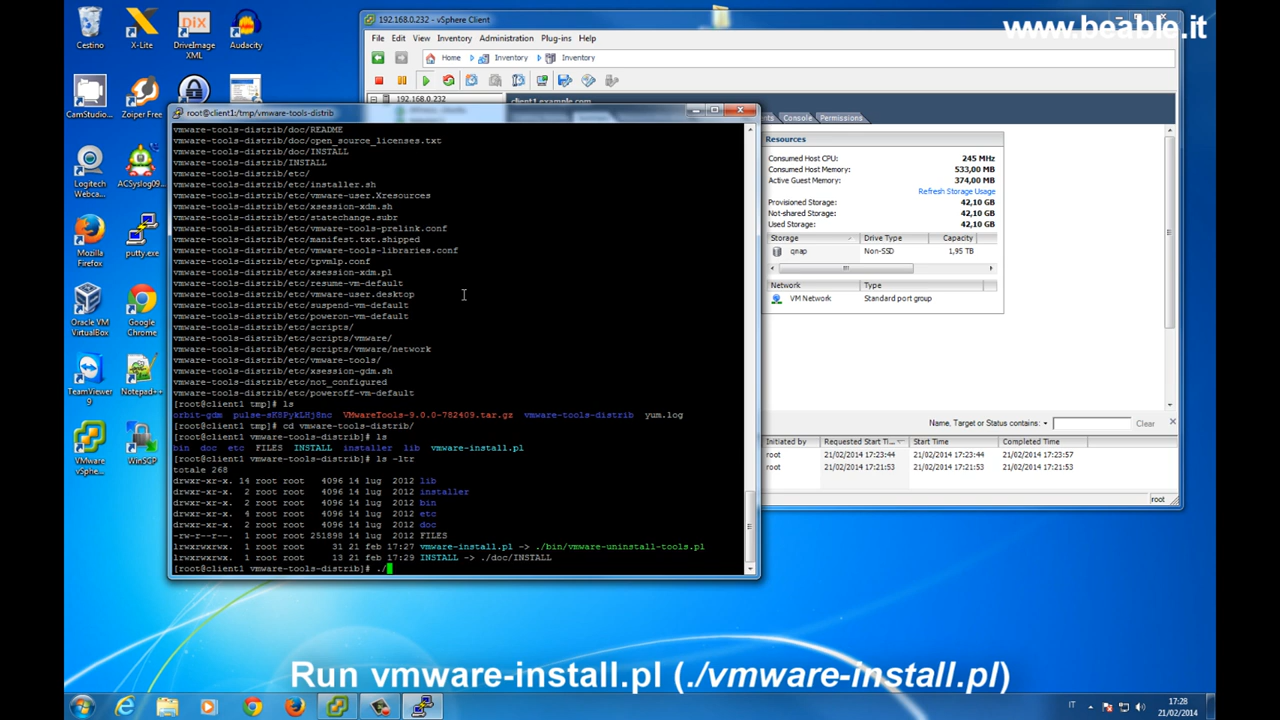 www.beable.it
Cestino
X-Lite
DiX
DriveImage
XML
Audacity
CamStudio...
Zoiper Free
Logitech
Webca...
ACSyslog09...
Mozilla
Firefox
putty.exe
Oracle VM
VirtualBox
Google
Chrome
TeamViewer
9
Notepad++
VMware
vSphe...
WinSCP
192.168.0.232 - vSphere Client
File Edit View Inventory Administration Plug-ins Help
Home Inventory Inventory
192.168.0.232
client1.example.com
Console Permissions
Resources
Consumed Host CPU: 245 MHz
Consumed Host Memory: 533,00 MB
Active Guest Memory: 374,00 MB
Refresh Storage Usage
Provisioned Storage: 42,10 GB
Not-shared Storage: 42,10 GB
Used Storage: 42,10 GB
Storage Drive Type Capacity
qnap Non-SSD 1,95 TB
Network Type
VM Network Standard port group
Name, Target or Status contains: Clear
Initiated by Requested Start Ti... Start Time Completed Time
root 21/02/2014 17:23:44 21/02/2014 17:23:44 21/02/2014 17:23:57
root 21/02/2014 17:21:53 21/02/2014 17:21:53 21/02/2014 17:21:53
root
root@client1:/tmp/vmware-tools-distrib
vmware-tools-distrib/doc/README
vmware-tools-distrib/doc/open_source_licenses.txt
vmware-tools-distrib/doc/INSTALL
vmware-tools-distrib/INSTALL
vmware-tools-distrib/etc/
vmware-tools-distrib/etc/installer.sh
vmware-tools-distrib/etc/vmware-user.Xresources
vmware-tools-distrib/etc/xsession-xdm.sh
vmware-tools-distrib/etc/statechange.subr
vmware-tools-distrib/etc/vmware-tools-prelink.conf
vmware-tools-distrib/etc/manifest.txt.shipped
vmware-tools-distrib/etc/vmware-tools-libraries.conf
vmware-tools-distrib/etc/tpvmlp.conf
vmware-tools-distrib/etc/xsession-xdm.pl
vmware-tools-distrib/etc/resume-vm-default
vmware-tools-distrib/etc/vmware-user.desktop
vmware-tools-distrib/etc/suspend-vm-default
vmware-tools-distrib/etc/poweron-vm-default
vmware-tools-distrib/etc/scripts/
vmware-tools-distrib/etc/scripts/vmware/
vmware-tools-distrib/etc/scripts/vmware/network
vmware-tools-distrib/etc/vmware-tools/
vmware-tools-distrib/etc/xsession-gdm.sh
vmware-tools-distrib/etc/not_configured
vmware-tools-distrib/etc/poweroff-vm-default
[root@client1 tmp]# ls
orbit-gdm pulse-sK8PykLHj8nc VMwareTools-9.0.0-782409.tar.gz vmware-tools-distrib yum.log
[root@client1 tmp]# cd vmware-tools-distrib/
[root@client1 vmware-tools-distrib]# ls
bin doc etc FILES INSTALL installer lib vmware-install.pl
[root@client1 vmware-tools-distrib]# ls -ltr
totale 268
drwxr-xr-x. 14 root root 4096 14 lug 2012 lib
drwxr-xr-x. 2 root root 4096 14 lug 2012 installer
drwxr-xr-x. 2 root root 4096 14 lug 2012 bin
drwxr-xr-x. 4 root root 4096 14 lug 2012 etc
drwxr-xr-x. 2 root root 4096 14 lug 2012 doc
-rw-r--r--. 1 root root 251898 14 lug 2012 FILES
lrwxrwxrwx. 1 root root 31 21 feb 17:27 vmware-install.pl -> ./bin/vmware-uninstall-tools.pl
lrwxrwxrwx. 1 root root 13 21 feb 17:29 INSTALL -> ./doc/INSTALL
[root@client1 vmware-tools-distrib]# ./
Run vmware-install.pl (./vmware-install.pl)
IT
17:28
21/02/2014